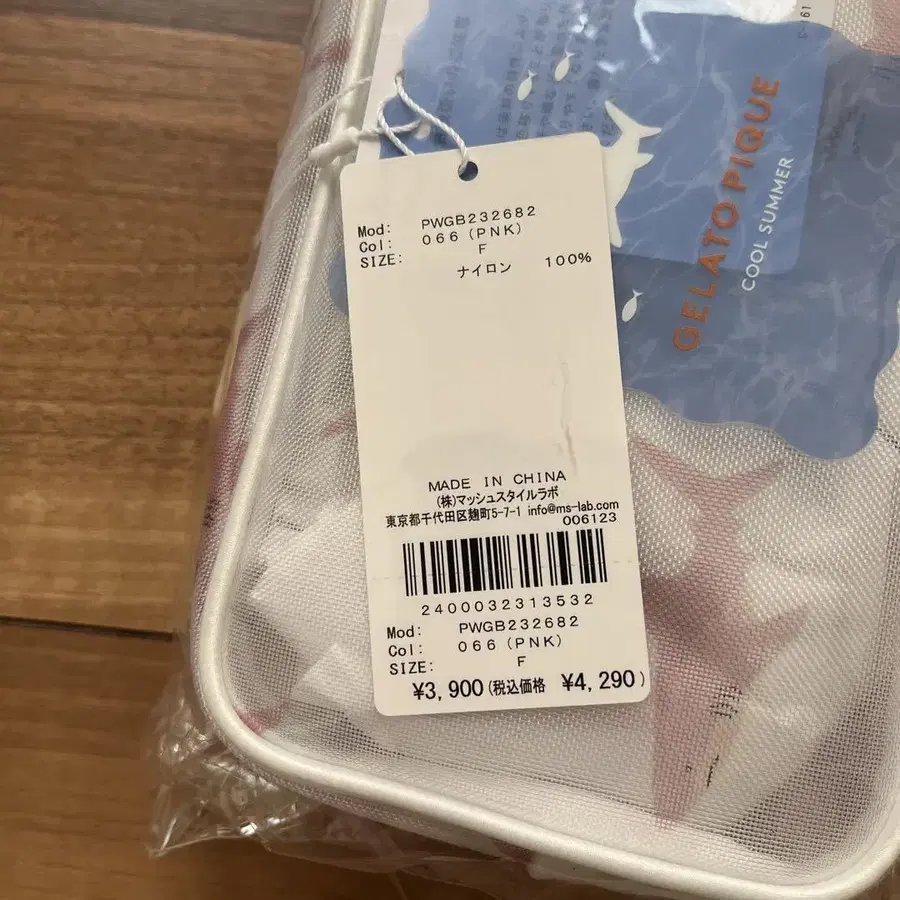 GELATO PIQUE
COOL SUMMER
Mod: PWGB232682
Col: 066 (PNK)
SIZE: F
ナイロン 100%
MADE IN CHINA
(株)マッシュスタイルラボ
東京都千代田区麹町5-7-1 info@ms-lab.com
006123
2400032313532
Mod: PWGB232682
Col: 066 (PNK)
SIZE: F
¥3,900(税込価格 ¥4,290)